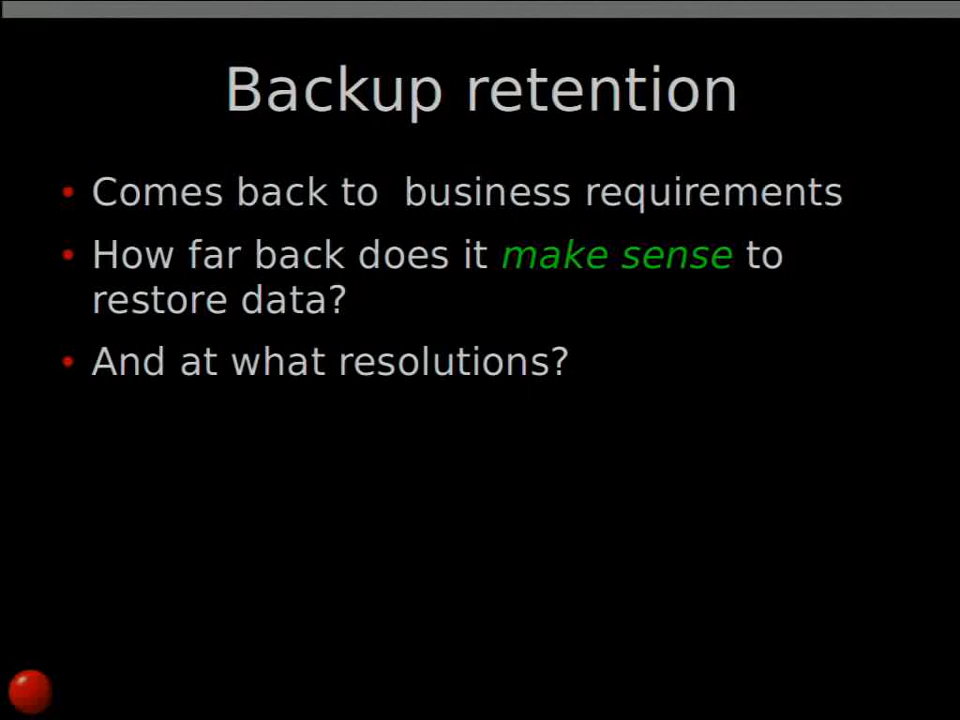 Backup retention
Comes back to  business requirements
How far back does it make sense to
restore data?
And at what resolutions?